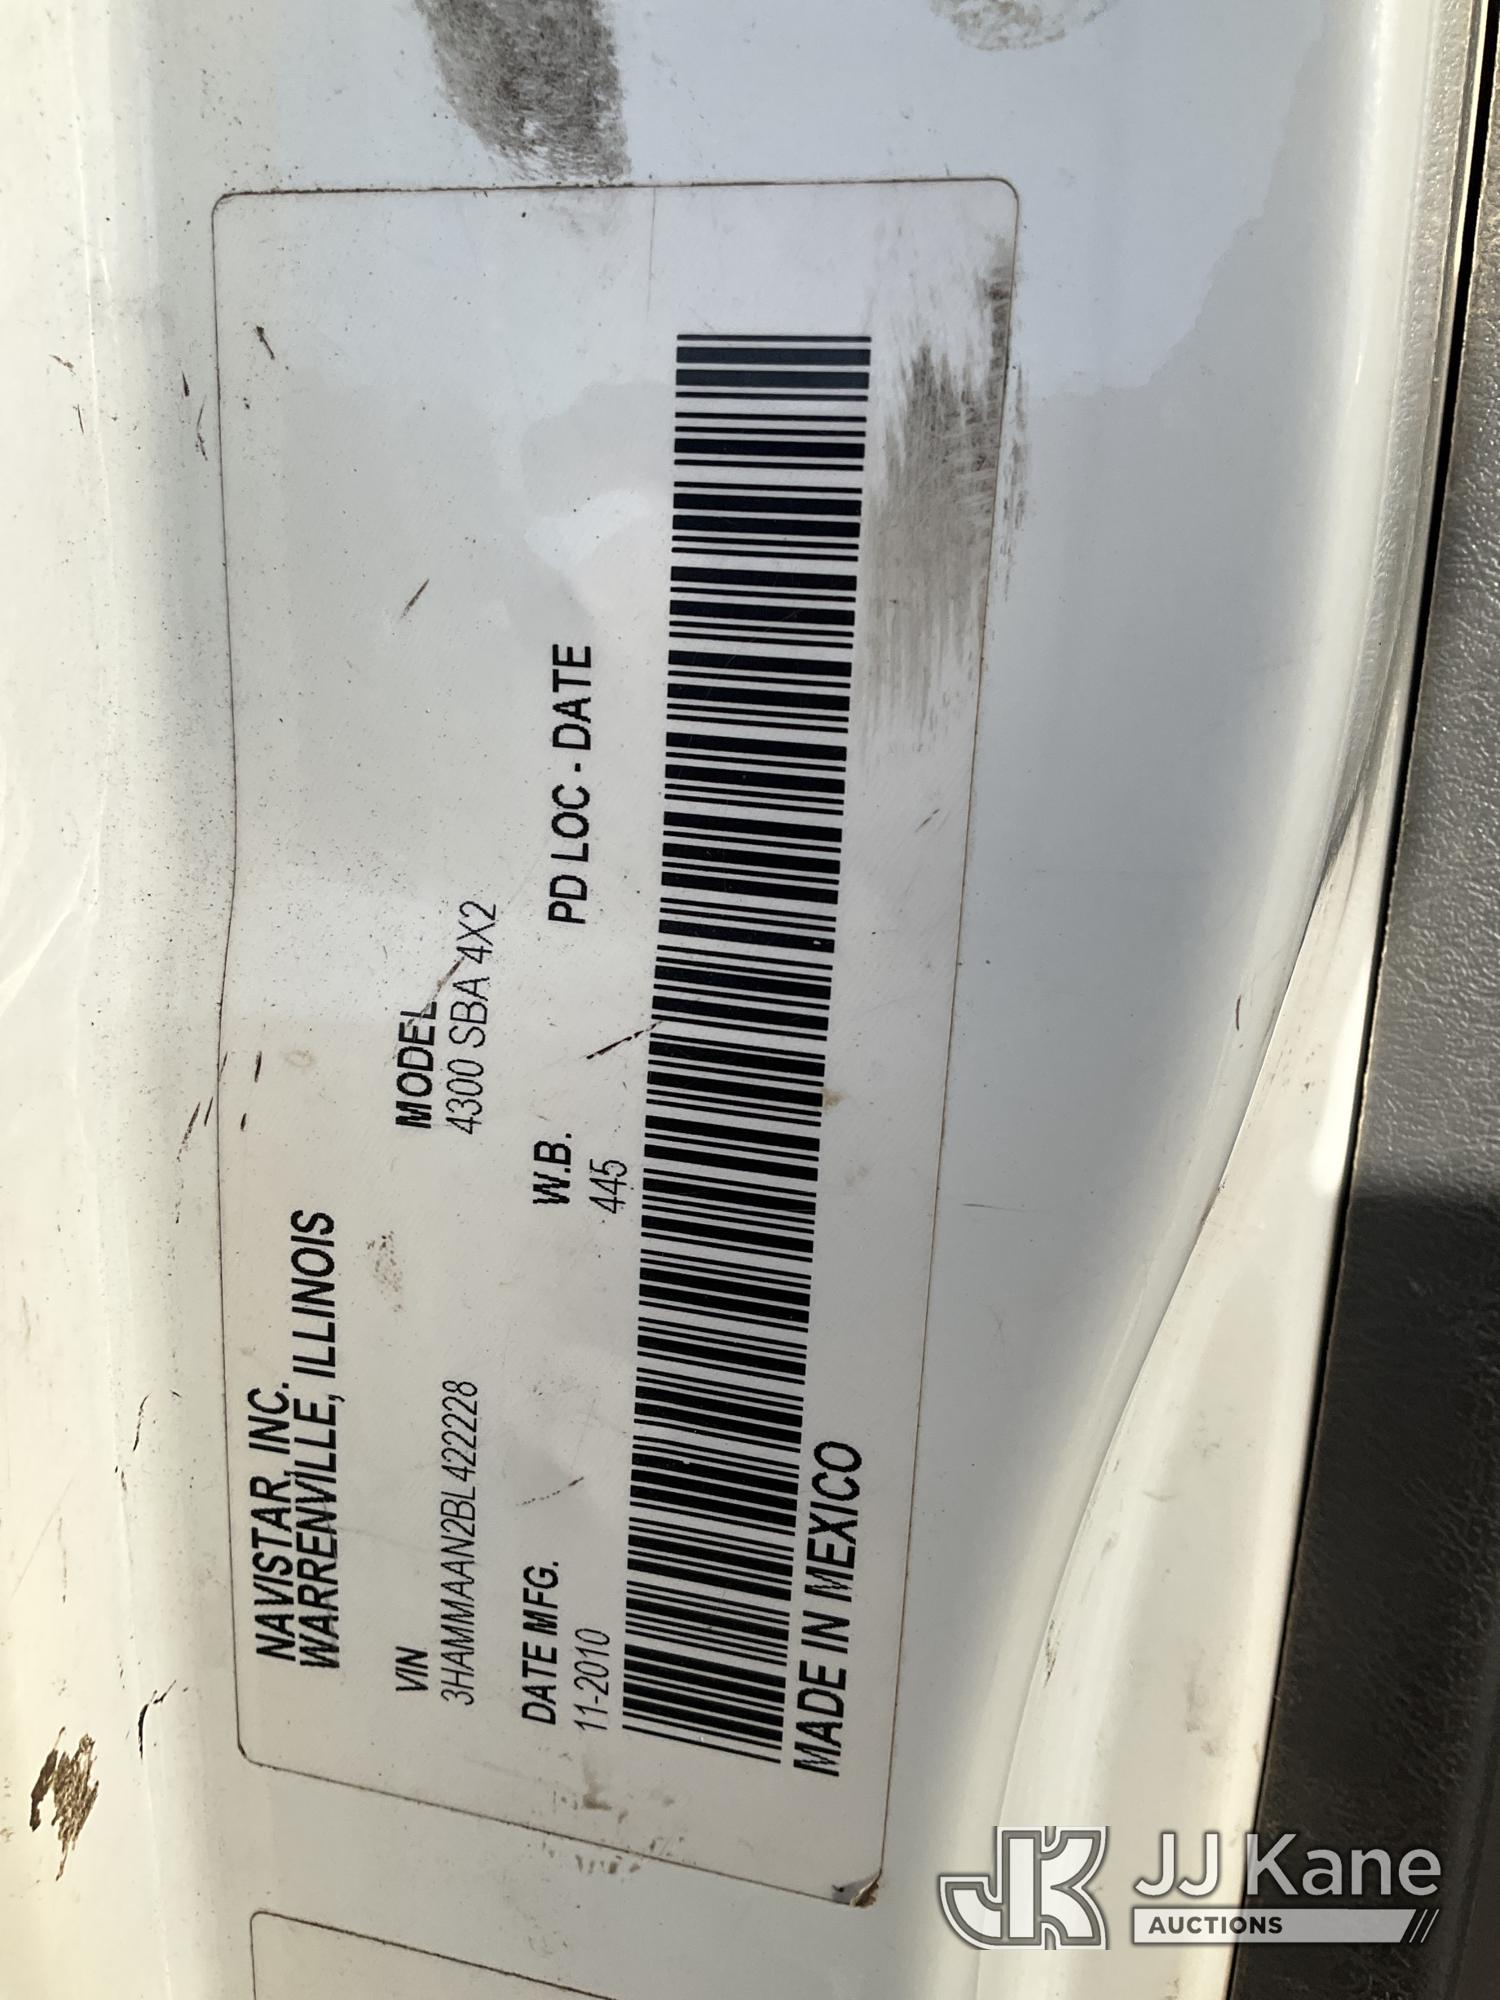 NAVISTAR, INC.
WARRENVILLE, ILLINOIS
VIN
3HAMMAAN2BL422228
MODEL
4300 SBA 4X2
DATE MFG.
11-2010
W.B.
445
PD LOC - DATE
MADE IN MEXICO
JK JJ Kane
AUCTIONS